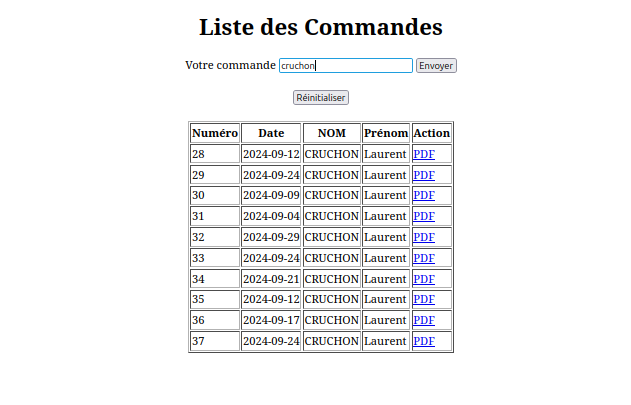 Liste des Commandes
Votre commande cruchon Envoyer
Réinitialiser
Numéro Date NOM Prénom Action
28 2024-09-12 CRUCHON Laurent PDF
29 2024-09-24 CRUCHON Laurent PDF
30 2024-09-09 CRUCHON Laurent PDF
31 2024-09-04 CRUCHON Laurent PDF
32 2024-09-29 CRUCHON Laurent PDF
33 2024-09-24 CRUCHON Laurent PDF
34 2024-09-21 CRUCHON Laurent PDF
35 2024-09-12 CRUCHON Laurent PDF
36 2024-09-17 CRUCHON Laurent PDF
37 2024-09-24 CRUCHON Laurent PDF